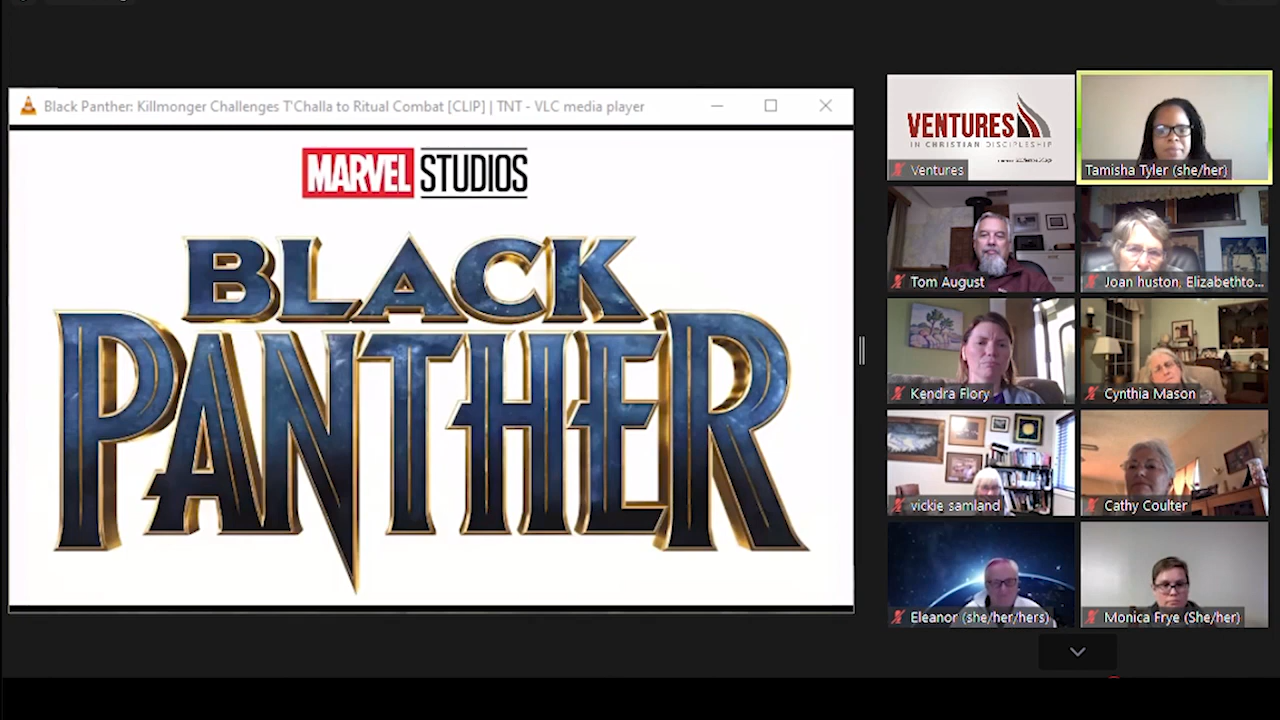 Black Panther: Killmonger Challenges T'Challa to Ritual Combat [CLIP] | TNT - VLC media player
MARVEL STUDIOS
BLACK
PANTHER
VENTURES
IN CHRISTIAN DISCIPLESHIP
Ventures
Tamisha Tyler (she/her)
Tom August
Joan huston, Elizabethto...
Kendra Flory
Cynthia Mason
vickie samland
Cathy Coulter
Eleanor (she/her/hers)
Monica Frye (She/her)